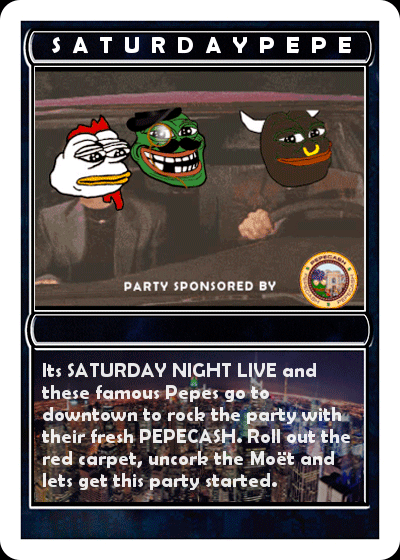 SATURDAYPEPE
PARTY SPONSORED BY
PEPECASH
PEPECASH
Its SATURDAY NIGHT LIVE and
these famous Pepes go to
downtown to rock the party with
their fresh PEPECASH. Roll out the
red carpet, uncork the Moët and
lets get this party started.